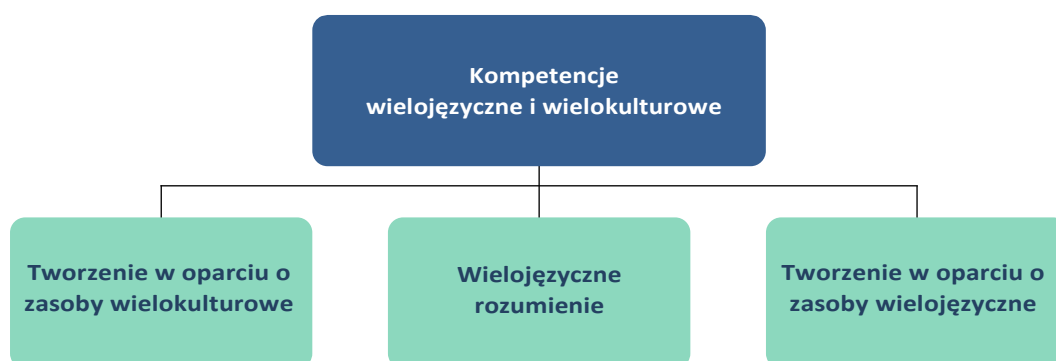 Kompetencje
wielojęzyczne i wielokulturowe
Tworzenie w oparciu o
zasoby wielokulturowe
Wielojęzyczne
rozumienie
Tworzenie w oparciu o
zasoby wielojęzyczne